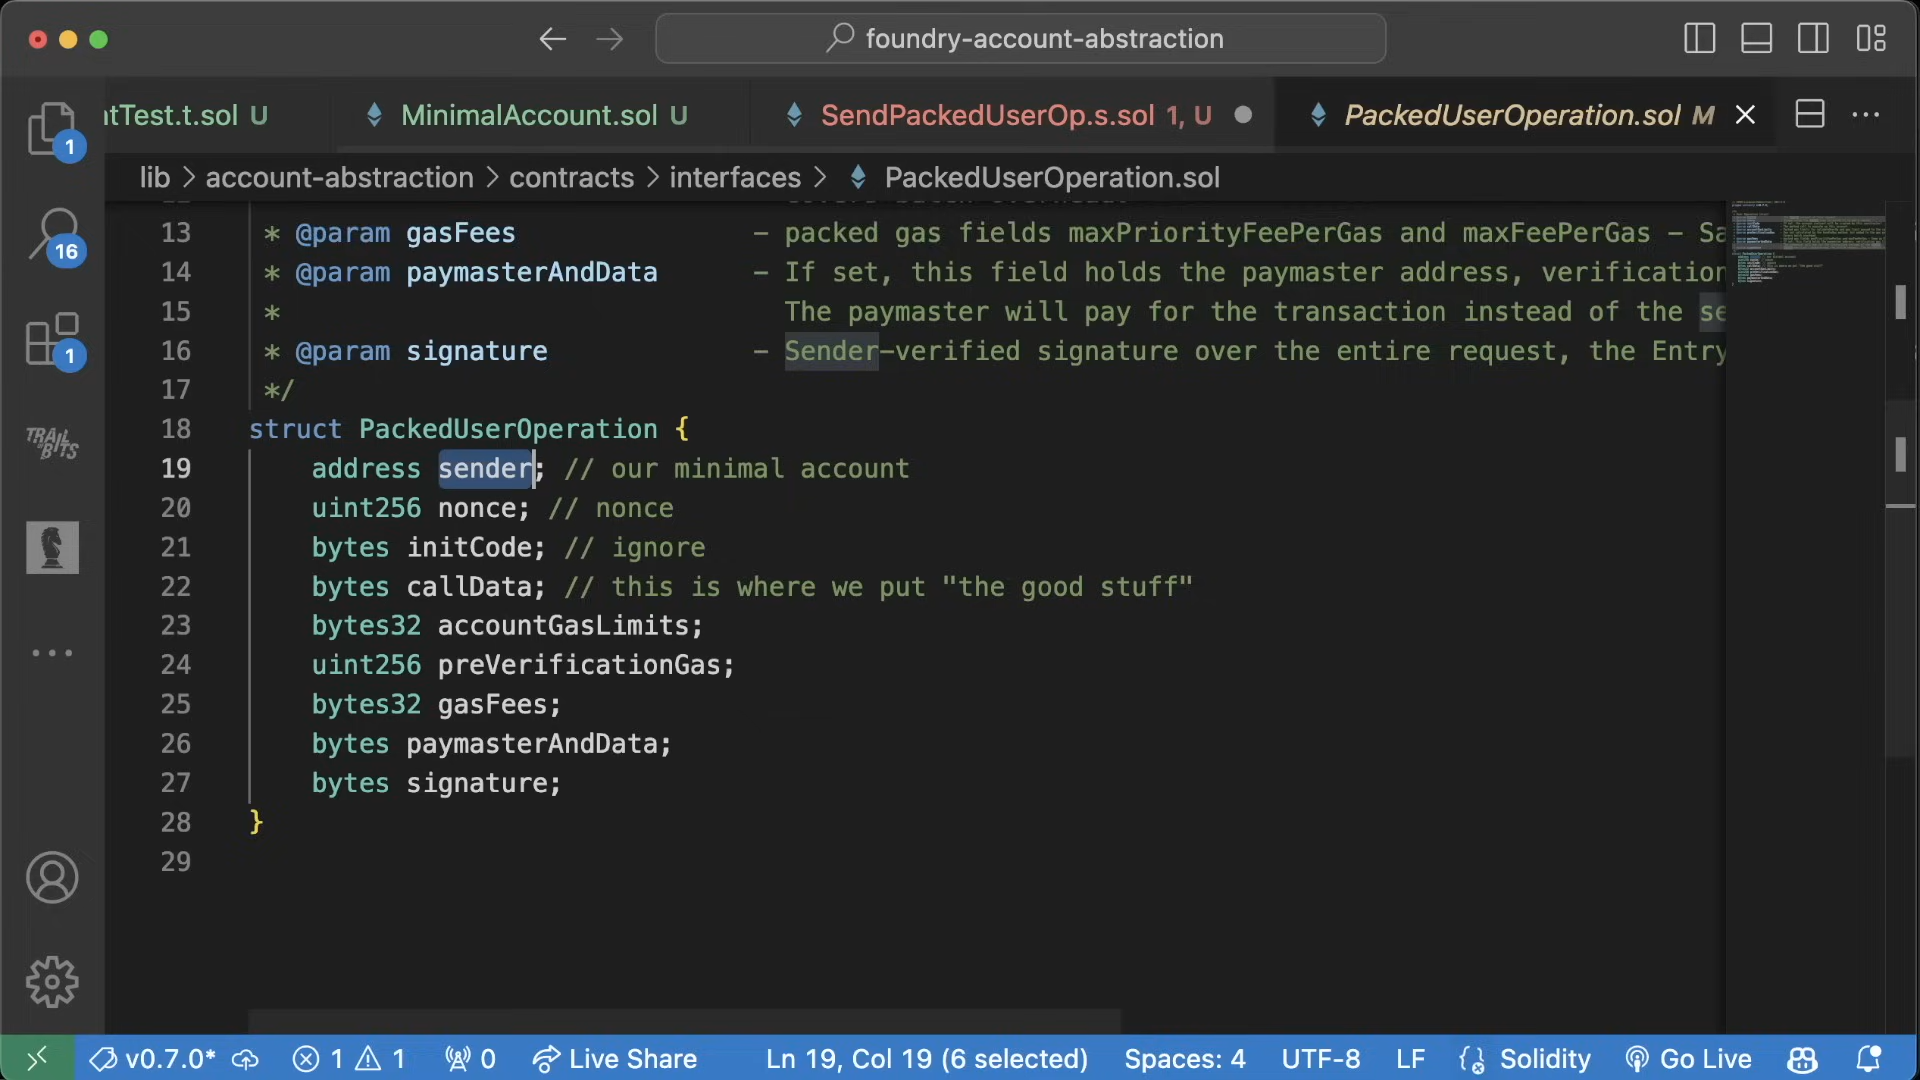 foundry-account-abstraction
tTest.t.sol U
MinimalAccount.sol U
SendPackedUserOp.s.sol 1, U
PackedUserOperation.sol M
lib > account-abstraction > contracts > interfaces > PackedUserOperation.sol
1
16
1
TRAIL OF BITS
13 * @param gasFees - packed gas fields maxPriorityFeePerGas and maxFeePerGas - Sa
14 * @param paymasterAndData - If set, this field holds the paymaster address, verification
15 * The paymaster will pay for the transaction instead of the se
16 * @param signature - Sender-verified signature over the entire request, the Entry
17 */
18 struct PackedUserOperation {
19 address sender; // our minimal account
20 uint256 nonce; // nonce
21 bytes initCode; // ignore
22 bytes callData; // this is where we put "the good stuff"
23 bytes32 accountGasLimits;
24 uint256 preVerificationGas;
25 bytes32 gasFees;
26 bytes paymasterAndData;
27 bytes signature;
28 }
29
v0.7.0* 1 1 0 Live Share Ln 19, Col 19 (6 selected) Spaces: 4 UTF-8 LF Solidity Go Live